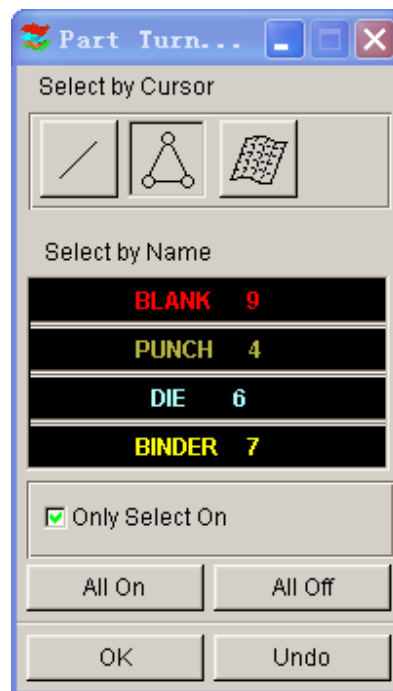 Part Turn...
Select by Cursor
Select by Name
BLANK 9
PUNCH 4
DIE 6
BINDER 7
Only Select On
All On All Off
OK Undo